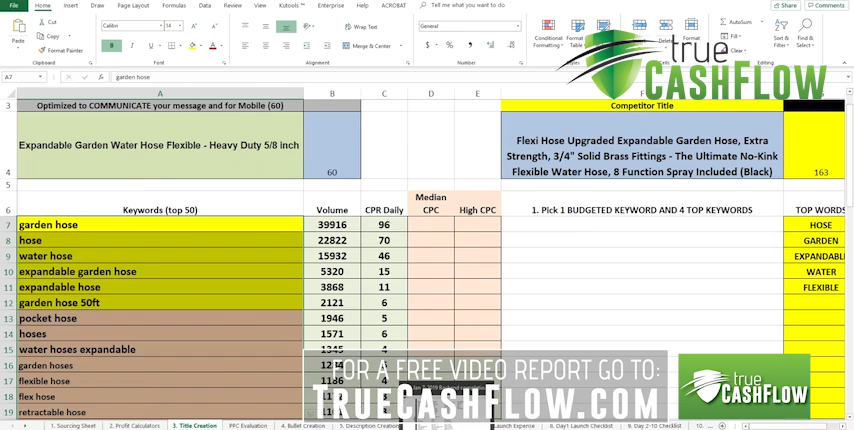 File Home Insert Draw Page Layout Formulas Data Review View Kutools ™ Enterprise Help ACROBAT Search Share Comments
Cut
Copy
Paste
Format Painter
Calibri 14
Wrap Text
Merge & Center
General
Conditional Formatting
Format as Table
Delete Format
AutoSum
Fill
Clear
Sort & Filter
Find & Select
true
CASHFLOW
A7 garden hose
A B C D E
3 Optimized to COMMUNICATE your message and for Mobile (60) Competitor Title
4 Expandable Garden Water Hose Flexible - Heavy Duty 5/8 inch 60
Flexi Hose Upgraded Expandable Garden Hose, Extra
Strength, 3/4" Solid Brass Fittings - The Ultimate No-Kink
Flexible Water Hose, 8 Function Spray Included (Black)
163
5
6 Keywords (top 50) Volume CPR Daily Median CPC High CPC 1. Pick 1 BUDGETED KEYWORD AND 4 TOP KEYWORDS TOP WORDS
7 garden hose 39916 96 HOSE
8 hose 22822 70 GARDEN
9 water hose 15932 46 EXPANDABL
10 expandable garden hose 5320 15 WATER
11 expandable hose 3868 11 FLEXIBLE
12 garden hose 50ft 2121 6
13 pocket hose 1946 5
14 hoses 1571 6
15 water hoses expandable 1345 4
16 garden hoses
17 flexible hose
18 flex hose
19 retractable hose
FOR A FREE VIDEO REPORT GO TO:
TRUECASHFLOW.COM
true
CASHFLOW
1. Sourcing Sheet 2. Profit Calculators 3. Title Creation PPC Evaluation 4. Bullet Creation 5. Description Creation Launch Expense 8. Day1 Launch Checklist 9. Day 2-10 Checklist 10. ...